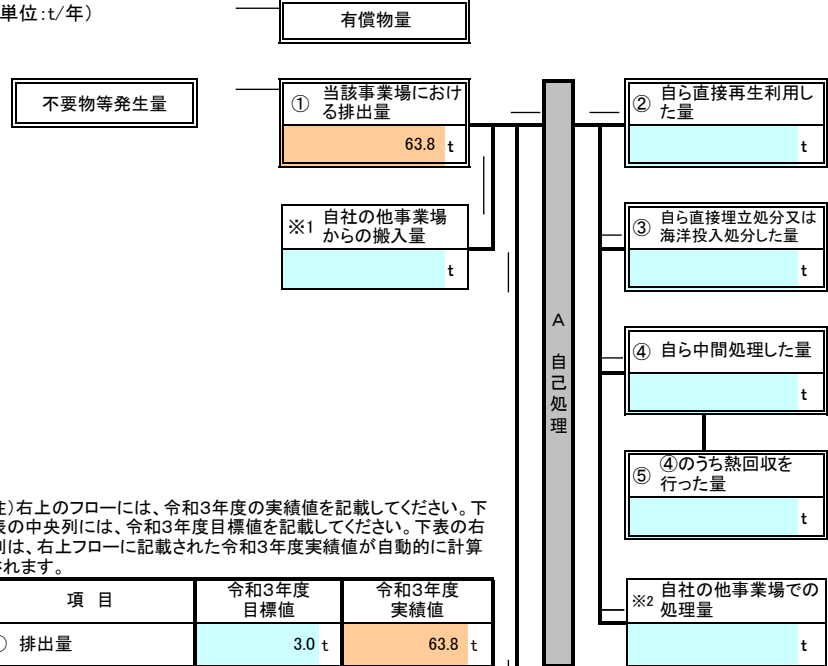 単位:t/年)
有償物量
不要物等発生量
① 当該事業場におけ
る排出量
63.8 t
※1 自社の他事業場
からの搬入量
t
A
自
己
処
理
② 自ら直接再生利用し
た量
t
③ 自ら直接埋立処分又は
海洋投入処分した量
t
④ 自ら中間処理した量
t
⑤ ④のうち熱回収を
行った量
t
※2 自社の他事業場での
処理量
t
)右上のフローには、令和3年度の実績値を記載してください。下
表の中央列には、令和3年度目標値を記載してください。下表の右
列は、右上フローに記載された令和3年度実績値が自動的に計算
されます。
項 目 令和3年度
目標値 令和3年度
実績値
) 排出量 3.0 t 63.8 t